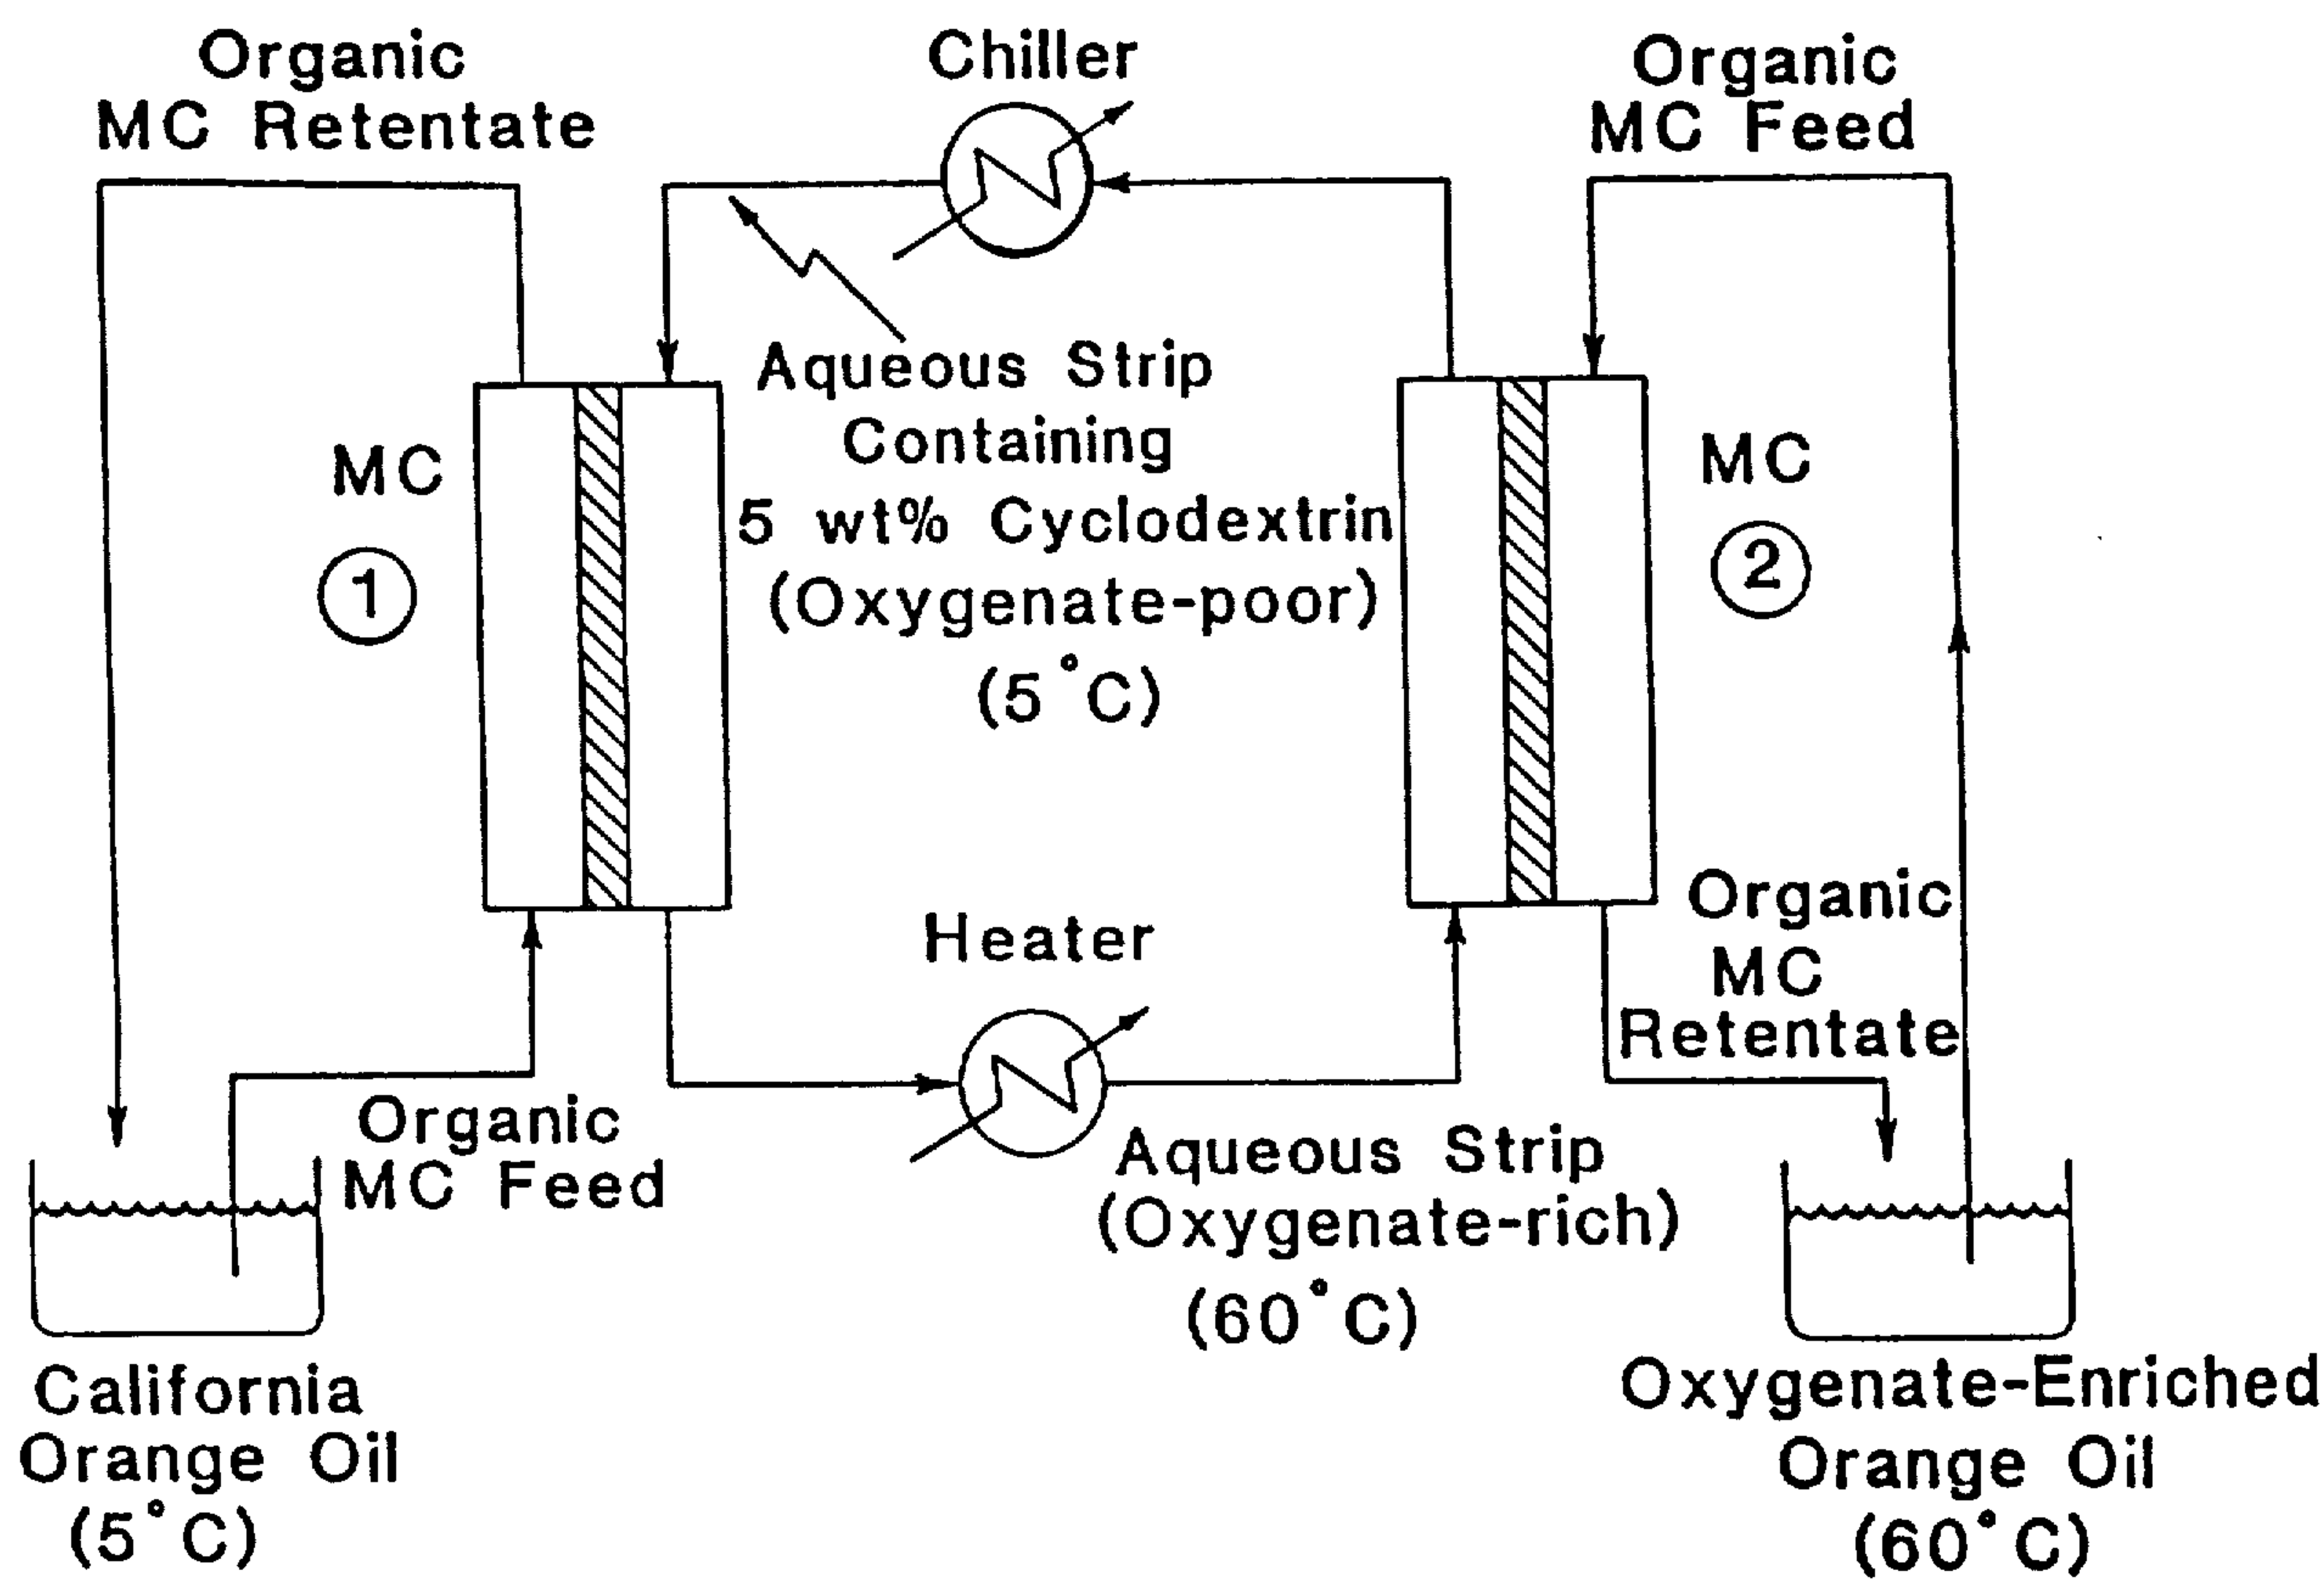 Organic
MC Retentate
Chiller
Organic
MC Feed
MC
1
Aqueous Strip
Containing
5 wt% Cyclodextrin
(Oxygenate-poor)
(5°C)
MC
2
Heater
Organic
MC
Retentate
Organic
MC Feed
Aqueous Strip
(Oxygenate-rich)
(60°C)
California
Orange Oil
(5°C)
Oxygenate-Enriched
Orange Oil
(60°C)